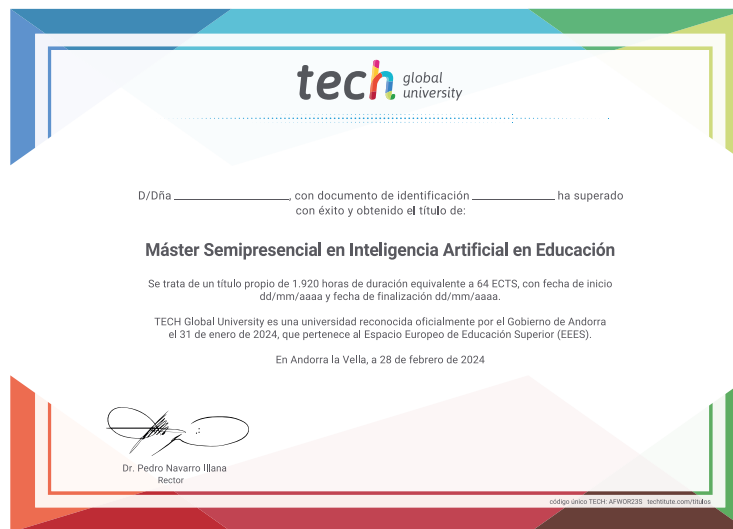 tech global university
D/Dña ____________________, con documento de identificación ______________ ha superado
con éxito y obtenido el título de:
Máster Semipresencial en Inteligencia Artificial en Educación
Se trata de un título propio de 1.920 horas de duración equivalente a 64 ECTS, con fecha de inicio
dd/mm/aaaa y fecha de finalización dd/mm/aaaa.
TECH Global University es una universidad reconocida oficialmente por el Gobierno de Andorra
el 31 de enero de 2024, que pertenece al Espacio Europeo de Educación Superior (EEES).
En Andorra la Vella, a 28 de febrero de 2024
Dr. Pedro Navarro Illana
Rector
código único TECH: AFWOR23S techtitute.com/titulos